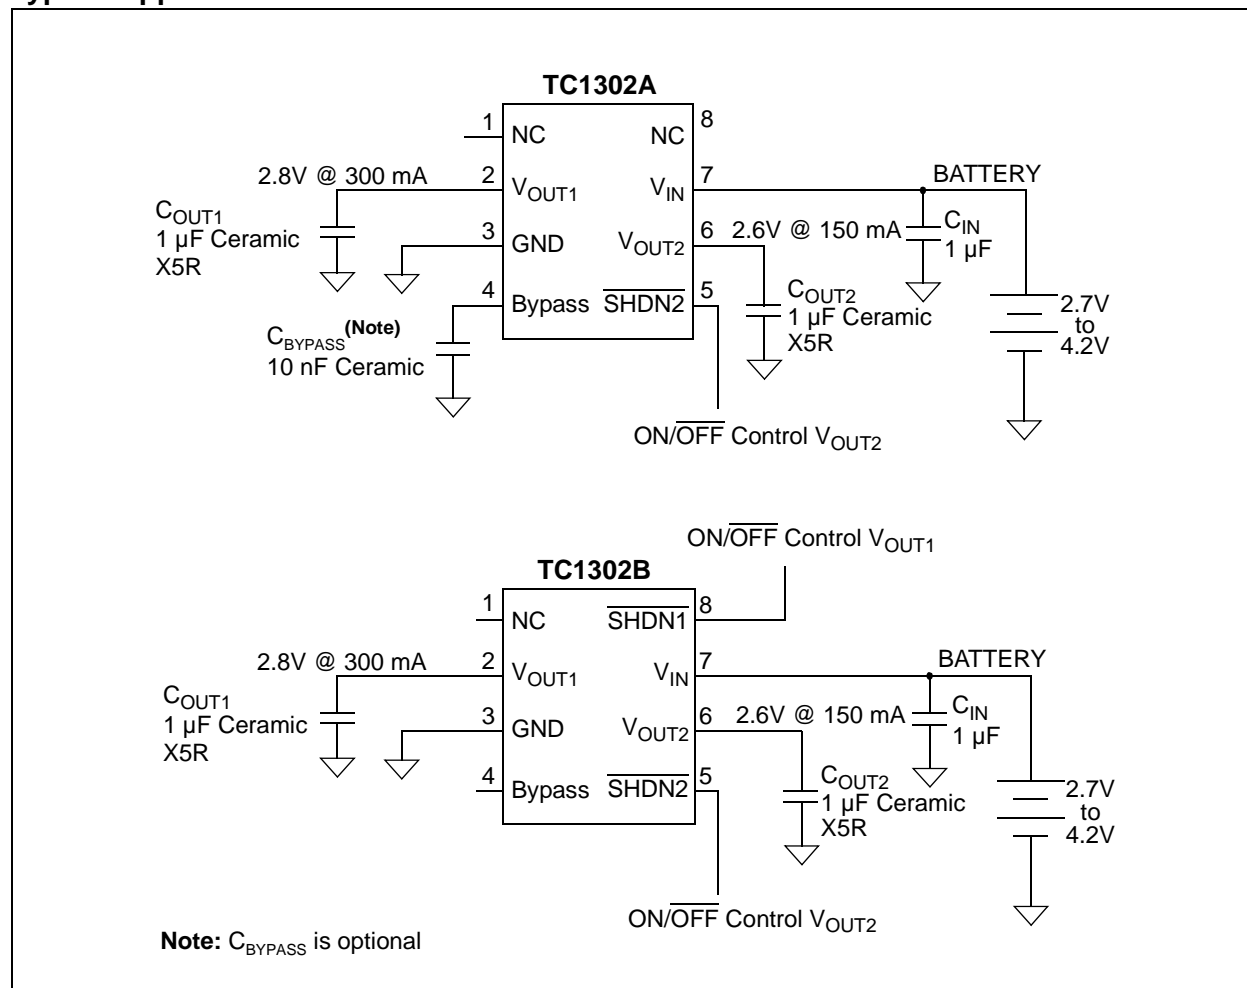 TC1302A
1
NC
NC
8
2.8V @ 300 mA
2
VOUT1
VIN
7
BATTERY
COUT1
1 µF Ceramic
X5R
3
GND
VOUT2
6
2.6V @ 150 mA
CIN
1 µF
4
Bypass
SHDN2
5
COUT2
1 µF Ceramic
X5R
2.7V
to
4.2V
CBYPASS(Note)
10 nF Ceramic
ON/OFF Control VOUT2
ON/OFF Control VOUT1
TC1302B
1
NC
SHDN1
8
2.8V @ 300 mA
2
VOUT1
VIN
7
BATTERY
COUT1
1 µF Ceramic
X5R
3
GND
VOUT2
6
2.6V @ 150 mA
CIN
1 µF
4
Bypass
SHDN2
5
COUT2
1 µF Ceramic
X5R
2.7V
to
4.2V
ON/OFF Control VOUT2
Note: CBYPASS is optional